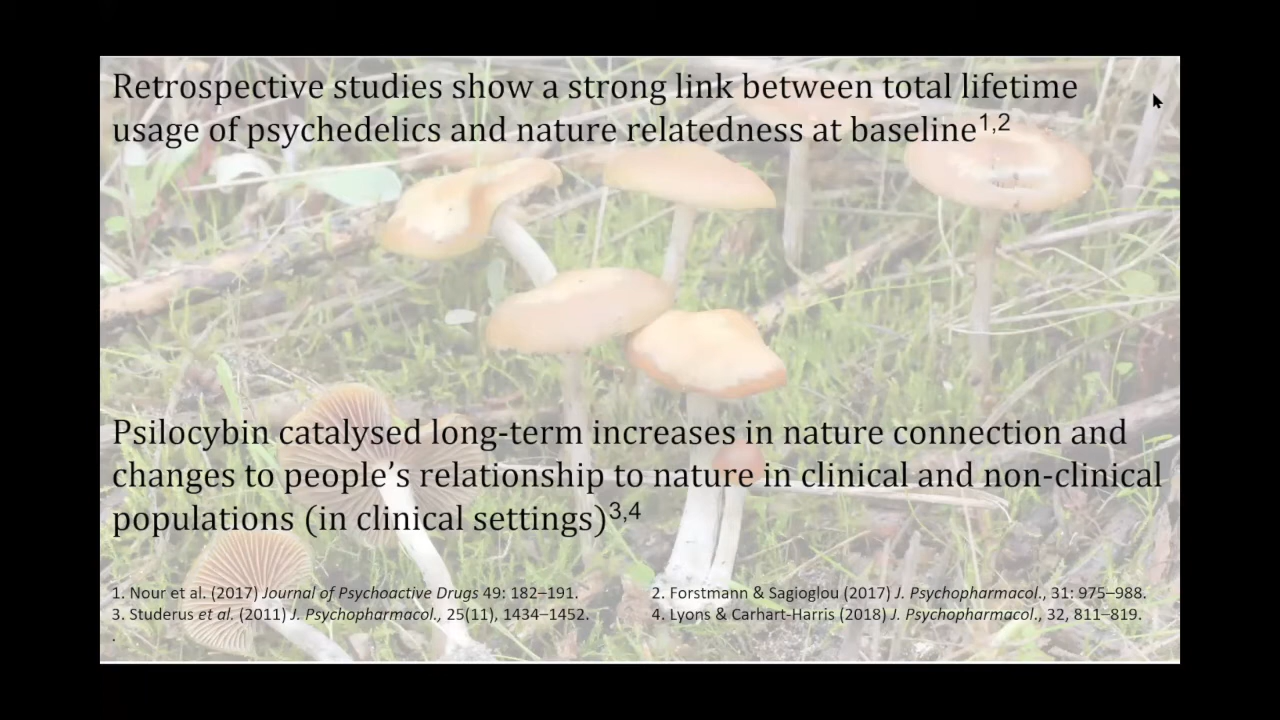 Retrospective studies show a strong link between total lifetime
usage of psychedelics and nature relatedness at baseline1,2
Psilocybin catalysed long-term increases in nature connection and
changes to people’s relationship to nature in clinical and non-clinical
populations (in clinical settings)3,4
1. Nour et al. (2017) Journal of Psychoactive Drugs 49: 182–191.
2. Forstmann & Sagioglou (2017) J. Psychopharmacol., 31: 975–988.
3. Studerus et al. (2011) J. Psychopharmacol., 25(11), 1434–1452.
4. Lyons & Carhart-Harris (2018) J. Psychopharmacol., 32, 811–819.
.